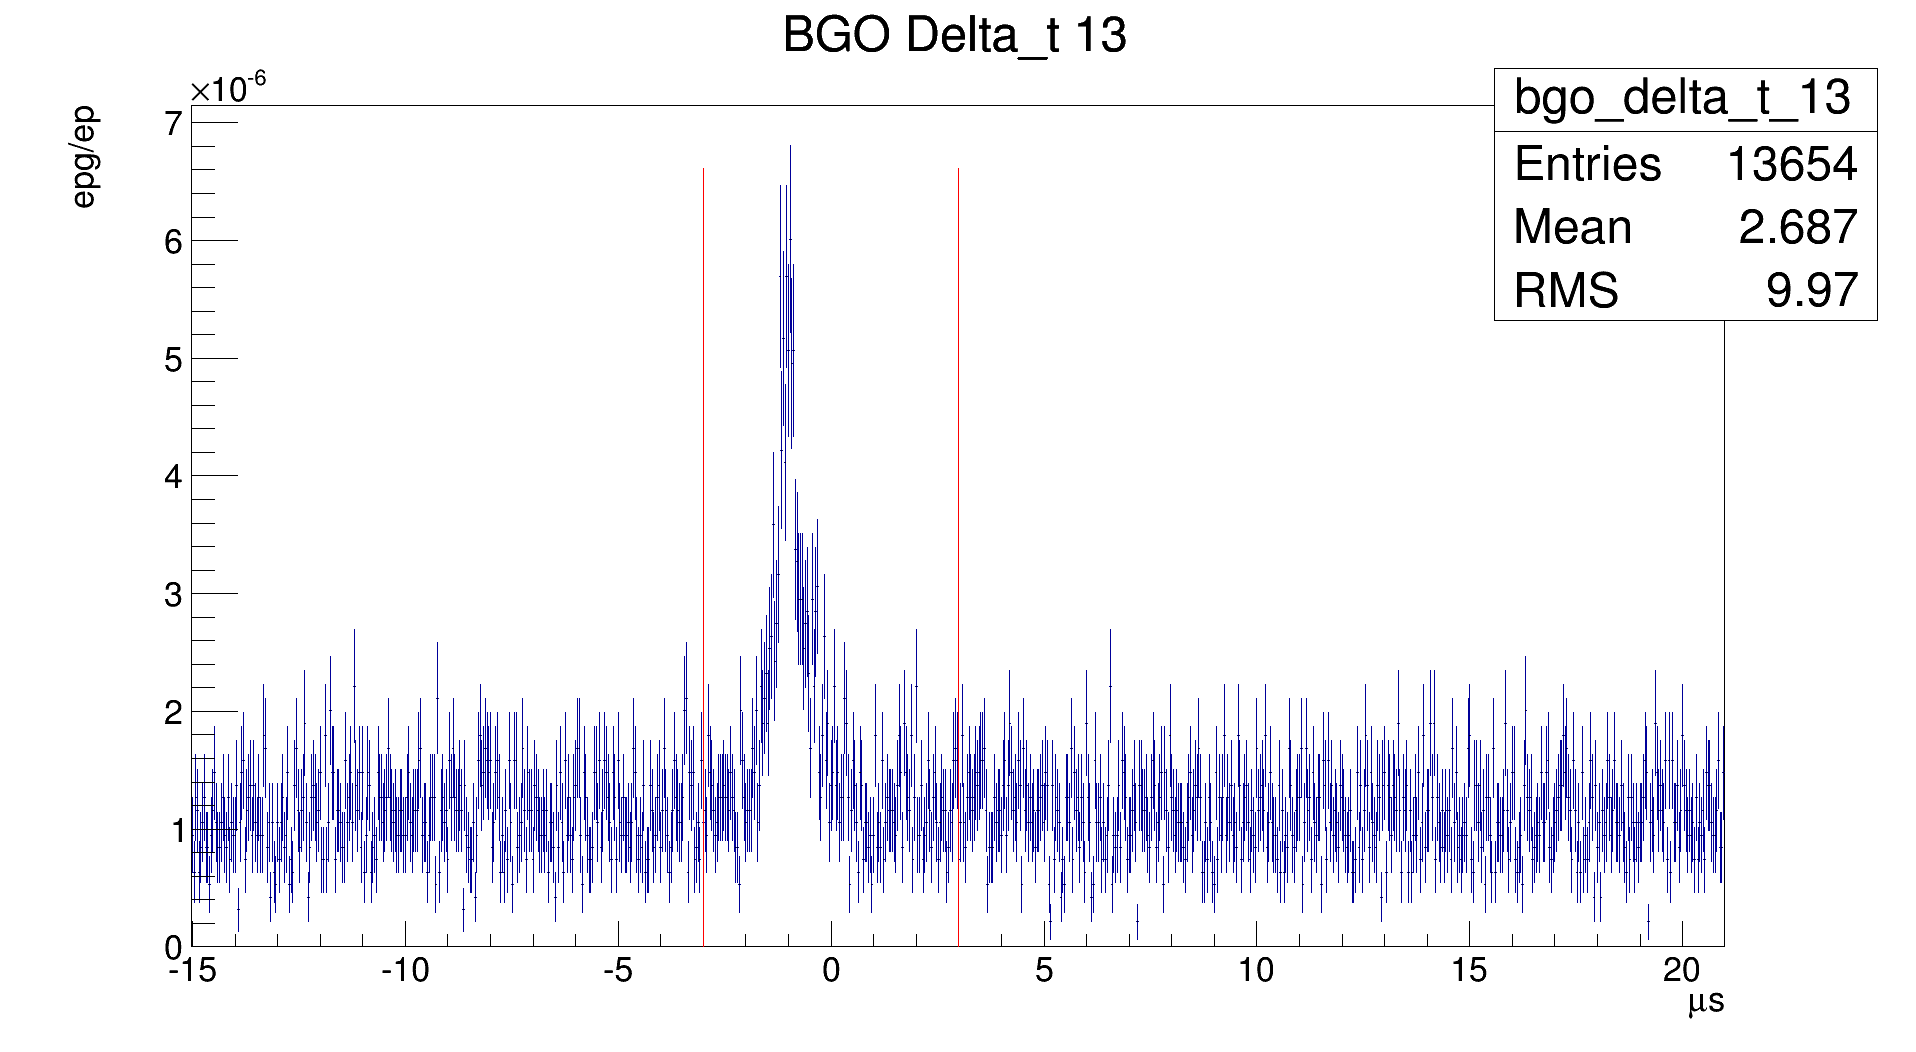 BGO Delta_t 13
×10-6
epg/ep
bgo_delta_t_13
Entries 13654
Mean 2.687
RMS 9.97
7
6
5
4
3
2
1
0
-15 -10 -5 0 5 10 15 20
μs